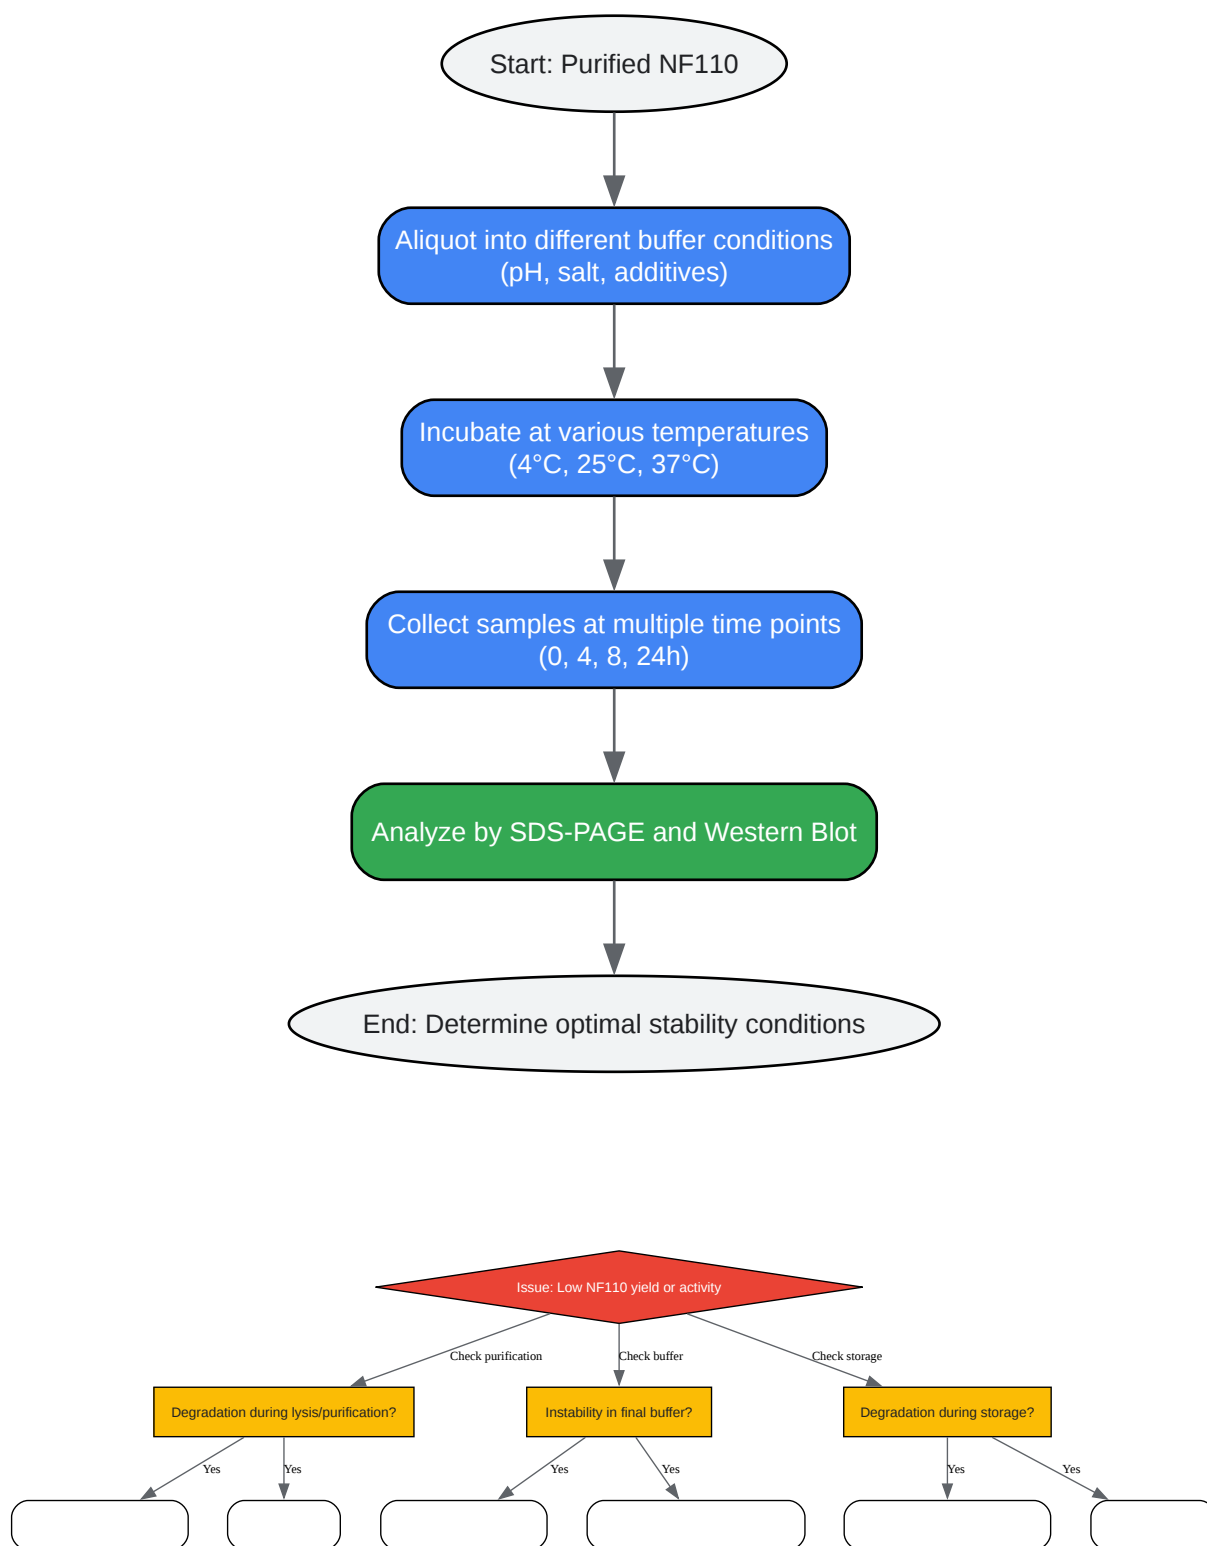 Start: Purified NF110
Aliquot into different buffer conditions
(pH, salt, additives)
Incubate at various temperatures
(4°C, 25°C, 37°C)
Collect samples at multiple time points
(0, 4, 8, 24h)
Analyze by SDS-PAGE and Western Blot
End: Determine optimal stability conditions
Issue: Low NF110 yield or activity
Check purification
Check buffer
Check storage
Degradation during lysis/purification?
Instability in final buffer?
Degradation during storage?
Yes
Yes
Yes
Yes
Yes
Yes